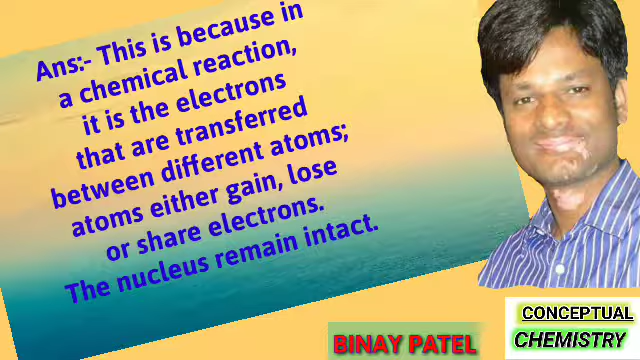 Ans:- This is because in
a chemical reaction,
it is the electrons
that are transferred
between different atoms;
atoms either gain, lose
or share electrons.
The nucleus remain intact.
BINAY PATEL
CONCEPTUAL
CHEMISTRY